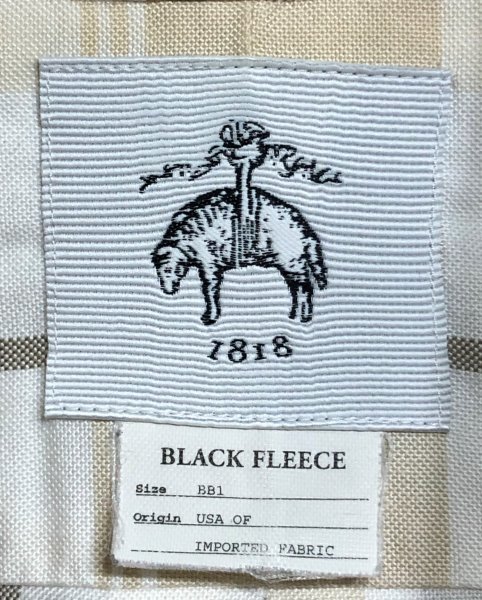 1818
BLACK FLEECE
Size BB1
Origin USA OF
IMPORTED FABRIC